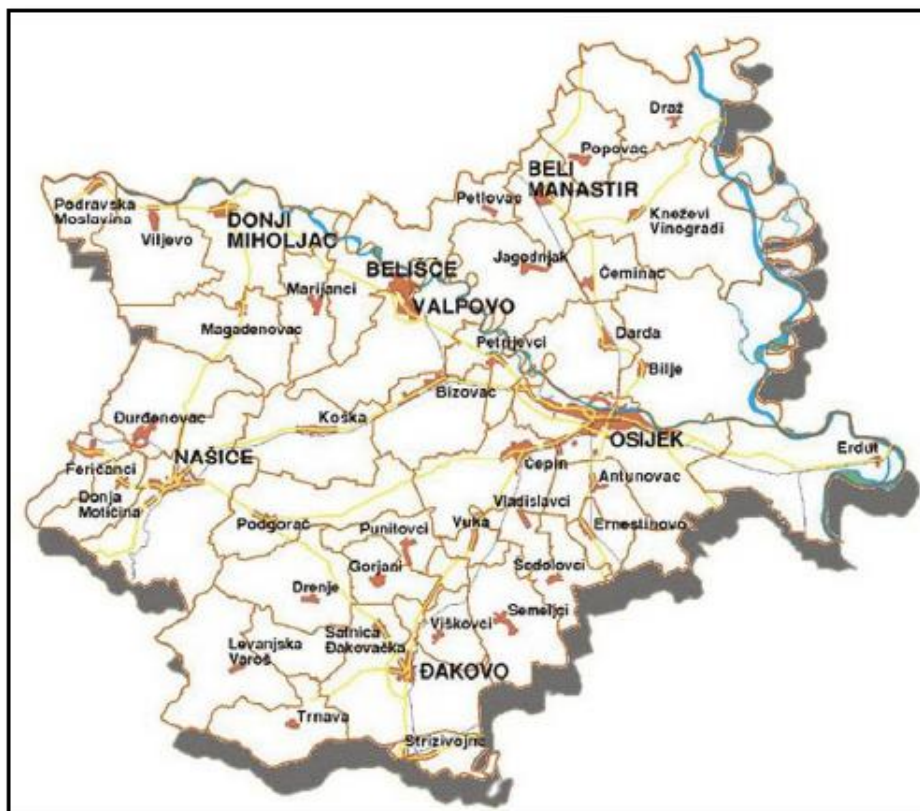 Draž
Popovac
BELI
MANASTIR
Petlovac
Kneževi
Vinogradi
Podravska
Moslavina
Viljevo
DONJI
MIHOLJAC
Jagodnjak
BELIŠĆE
Čeminac
Marijanci
VALPOVO
Magadenovac
Darda
Petrijevci
Bilje
Bizovac
Đurđenovac
Koška
OSIJEK
Erdut
NAŠICE
Feričanci
Čepin
Antunovac
Donja
Motičina
Vladislavci
Podgorač
Punitovci
Vuka
Ernestinovo
Gorjani
Šodolovci
Drenje
Semeljci
Satnica
Đakovačka
Viškovci
Levanjska
Varoš
ĐAKOVO
Trnava
Strizivojna